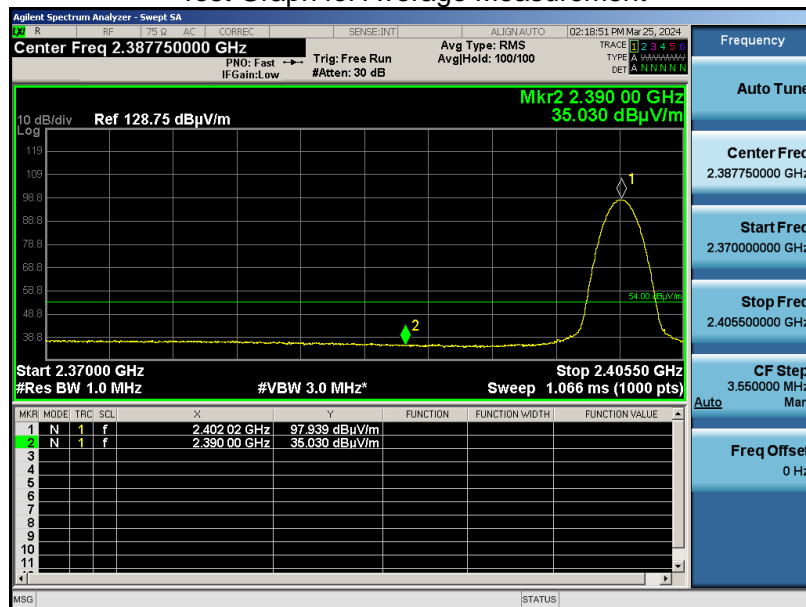 Agilent Spectrum Analyzer - Swept SA
R RF 75 Ω AC CORREC SENSE:INT ALIGN AUTO 02:18:51 PM Mar 25, 2024
Center Freq 2.387750000 GHz
PNO: Fast
IFGain:Low
Trig: Free Run
#Atten: 30 dB
Avg Type: RMS
Avg|Hold: 100/100
TRACE 1 2 3 4 5 6
TYPE A
DET A N N N N N
Mkr2 2.390 00 GHz
35.030 dBµV/m
10 dB/div Ref 128.75 dBµV/m
Log
119
109
98.8
88.8
78.8
68.8
58.8
48.8
38.8
1
2
54.00 dBµV/m
Start 2.37000 GHz Stop 2.40550 GHz
#Res BW 1.0 MHz #VBW 3.0 MHz* Sweep 1.066 ms (1000 pts)
MKR MODE TRC SCL X Y FUNCTION FUNCTION WIDTH FUNCTION VALUE
1 N 1 f 2.402 02 GHz 97.939 dBµV/m
2 N 1 f 2.390 00 GHz 35.030 dBµV/m
3
4
5
6
7
8
9
10
11
MSG STATUS
Frequency
Auto Tune
Center Freq
2.387750000 GHz
Start Freq
2.370000000 GHz
Stop Freq
2.405500000 GHz
CF Step
3.550000 MHz
Auto Man
Freq Offset
0 Hz